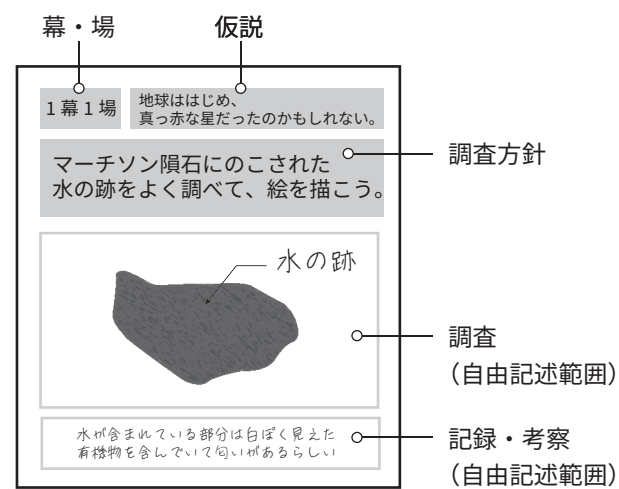 幕・場
仮説
1幕1場
地球ははじめ、
真っ赤な星だったのかもしれない。
マーチソン隕石にのこされた
水の跡をよく調べて、絵を描こう。
調査方針
水の跡
調査
（自由記述範囲）
水が含まれている部分は白ぽく見えた
有機物を含んでいて匂いがあるらしい
記録・考察
（自由記述範囲）